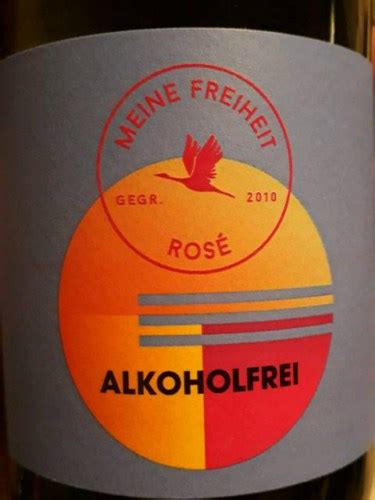 MEINE FREIHEIT
GEGR. 2010
ROSÉ
ALKOHOLFREI